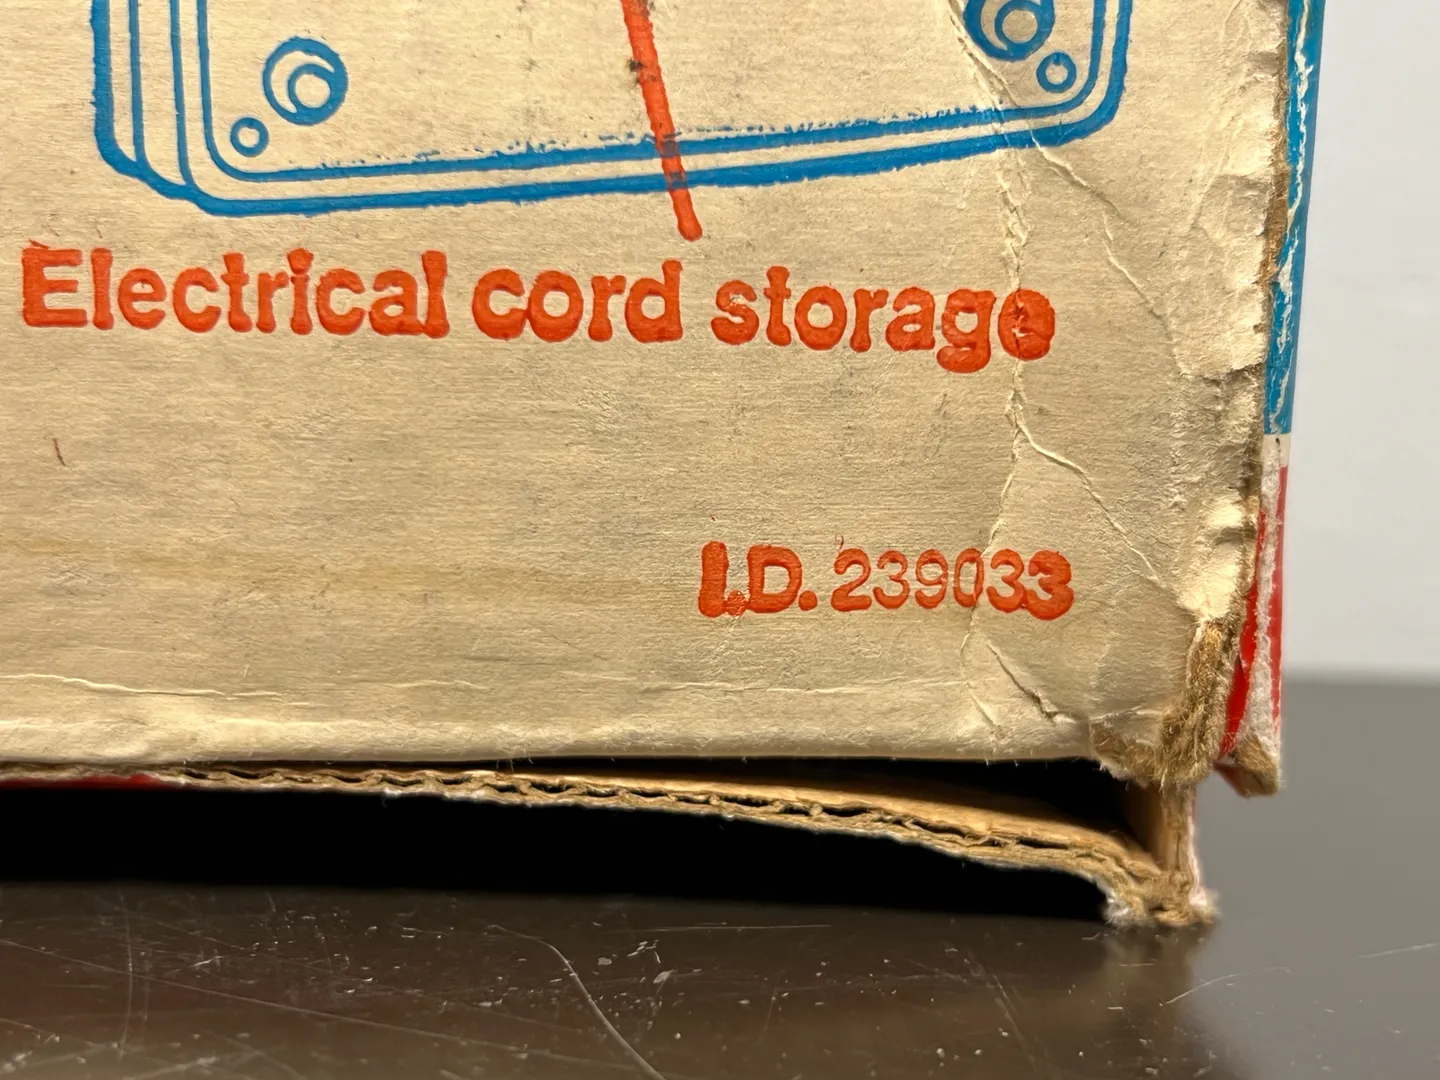 Electrical cord storage
I.D. 239033